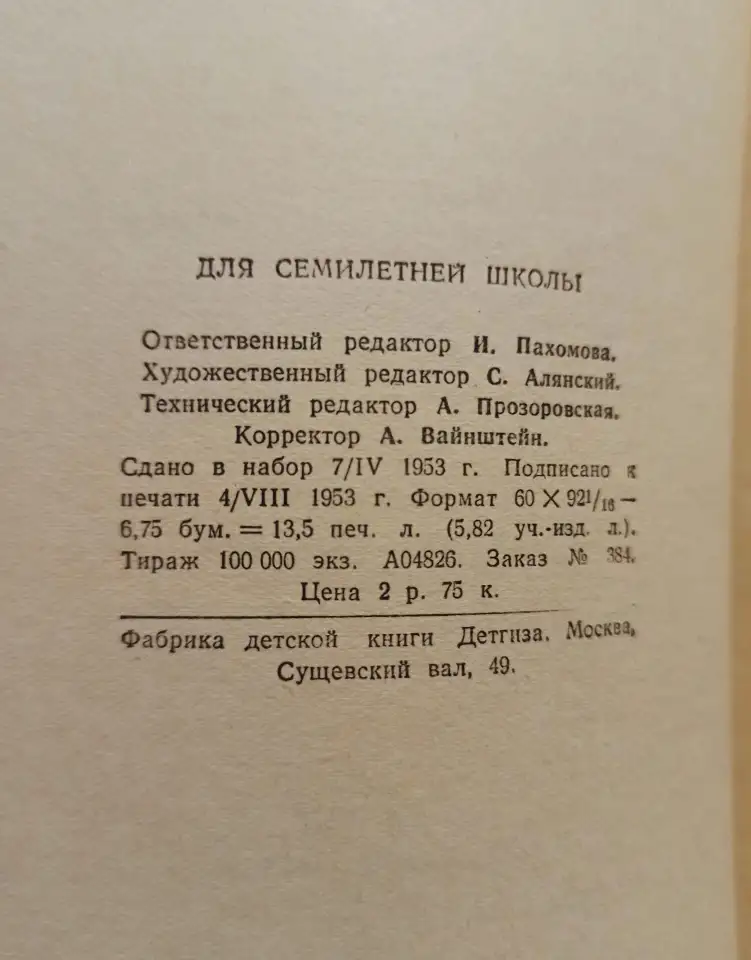 ДЛЯ СЕМИЛЕТНЕЙ ШКОЛЫ
Ответственный редактор И. Пахомова.
Художественный редактор С. Алянский.
Технический редактор А. Прозоровская.
Корректор А. Вайнштейн.
Сдано в набор 7/IV 1953 г. Подписано к
печати 4/VIII 1953 г. Формат 60 X 921/16 —
6,75 бум. = 13,5 печ. л. (5,82 уч.-изд. л.).
Тираж 100 000 экз. А04826. Заказ № 384.
Цена 2 р. 75 к.
Фабрика детской книги Детгиза. Москва,
Сущевский вал, 49.